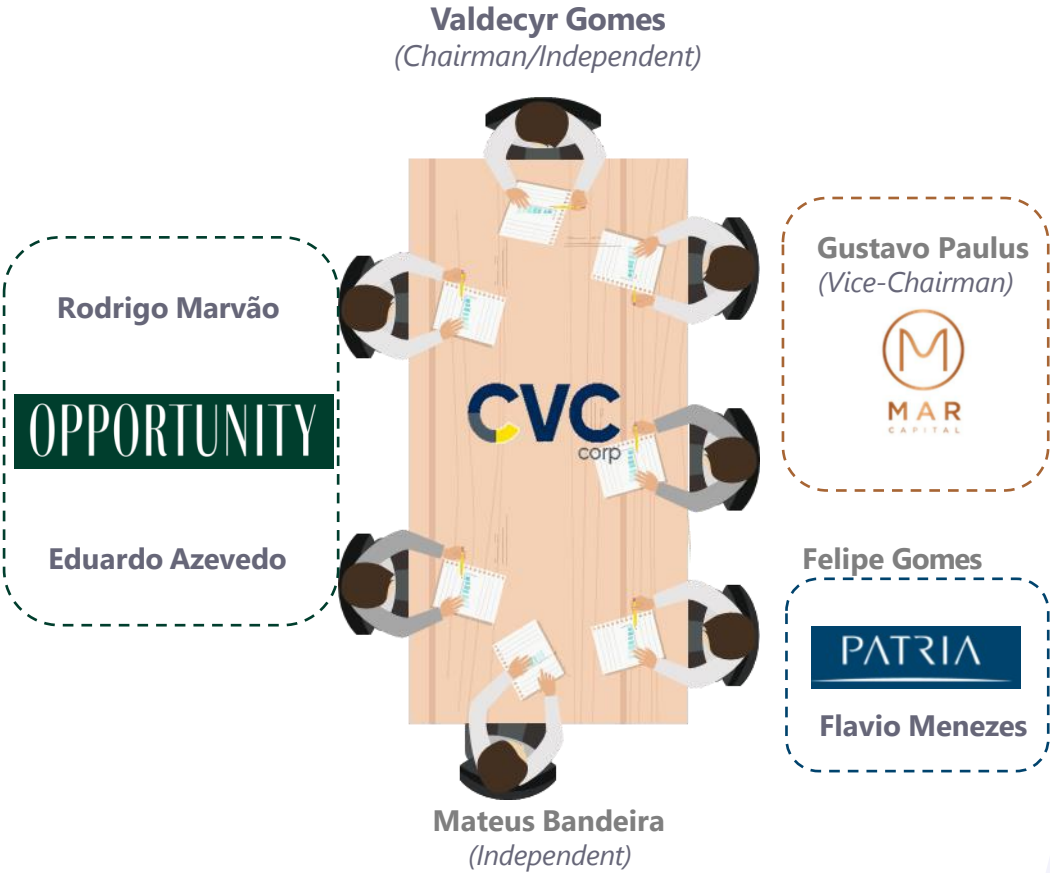 Valdecyr Gomes
(Chairman/Independent)
Rodrigo Marvão
OPPORTUNITY
Eduardo Azevedo
CVC
corp
Gustavo Paulus
(Vice-Chairman)
M
MAR
CAPITAL
Felipe Gomes
PATRIA
Flavio Menezes
Mateus Bandeira
(Independent)